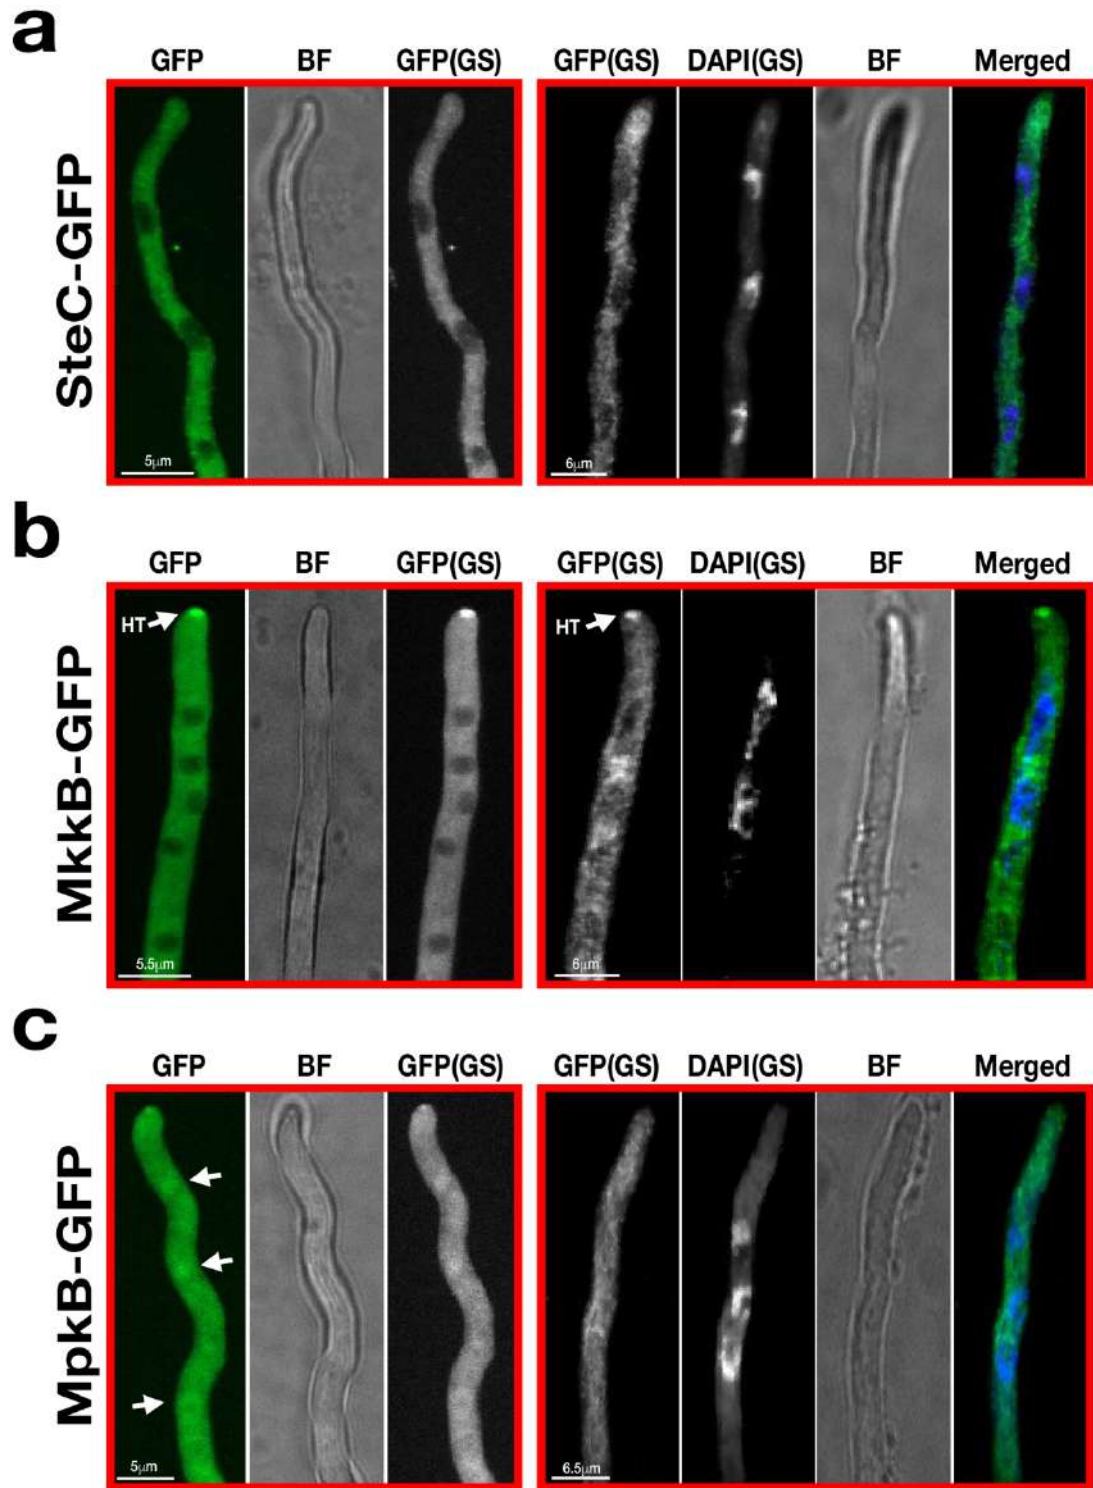 a
GFP BF GFP(GS) GFP(GS) DAPI(GS) BF Merged
SteC-GFP
5µm 6µm
b
GFP BF GFP(GS) GFP(GS) DAPI(GS) BF Merged
MkkB-GFP
HT HT
5.5µm 6µm
c
GFP BF GFP(GS) GFP(GS) DAPI(GS) BF Merged
MpkB-GFP
5µm 6.5µm